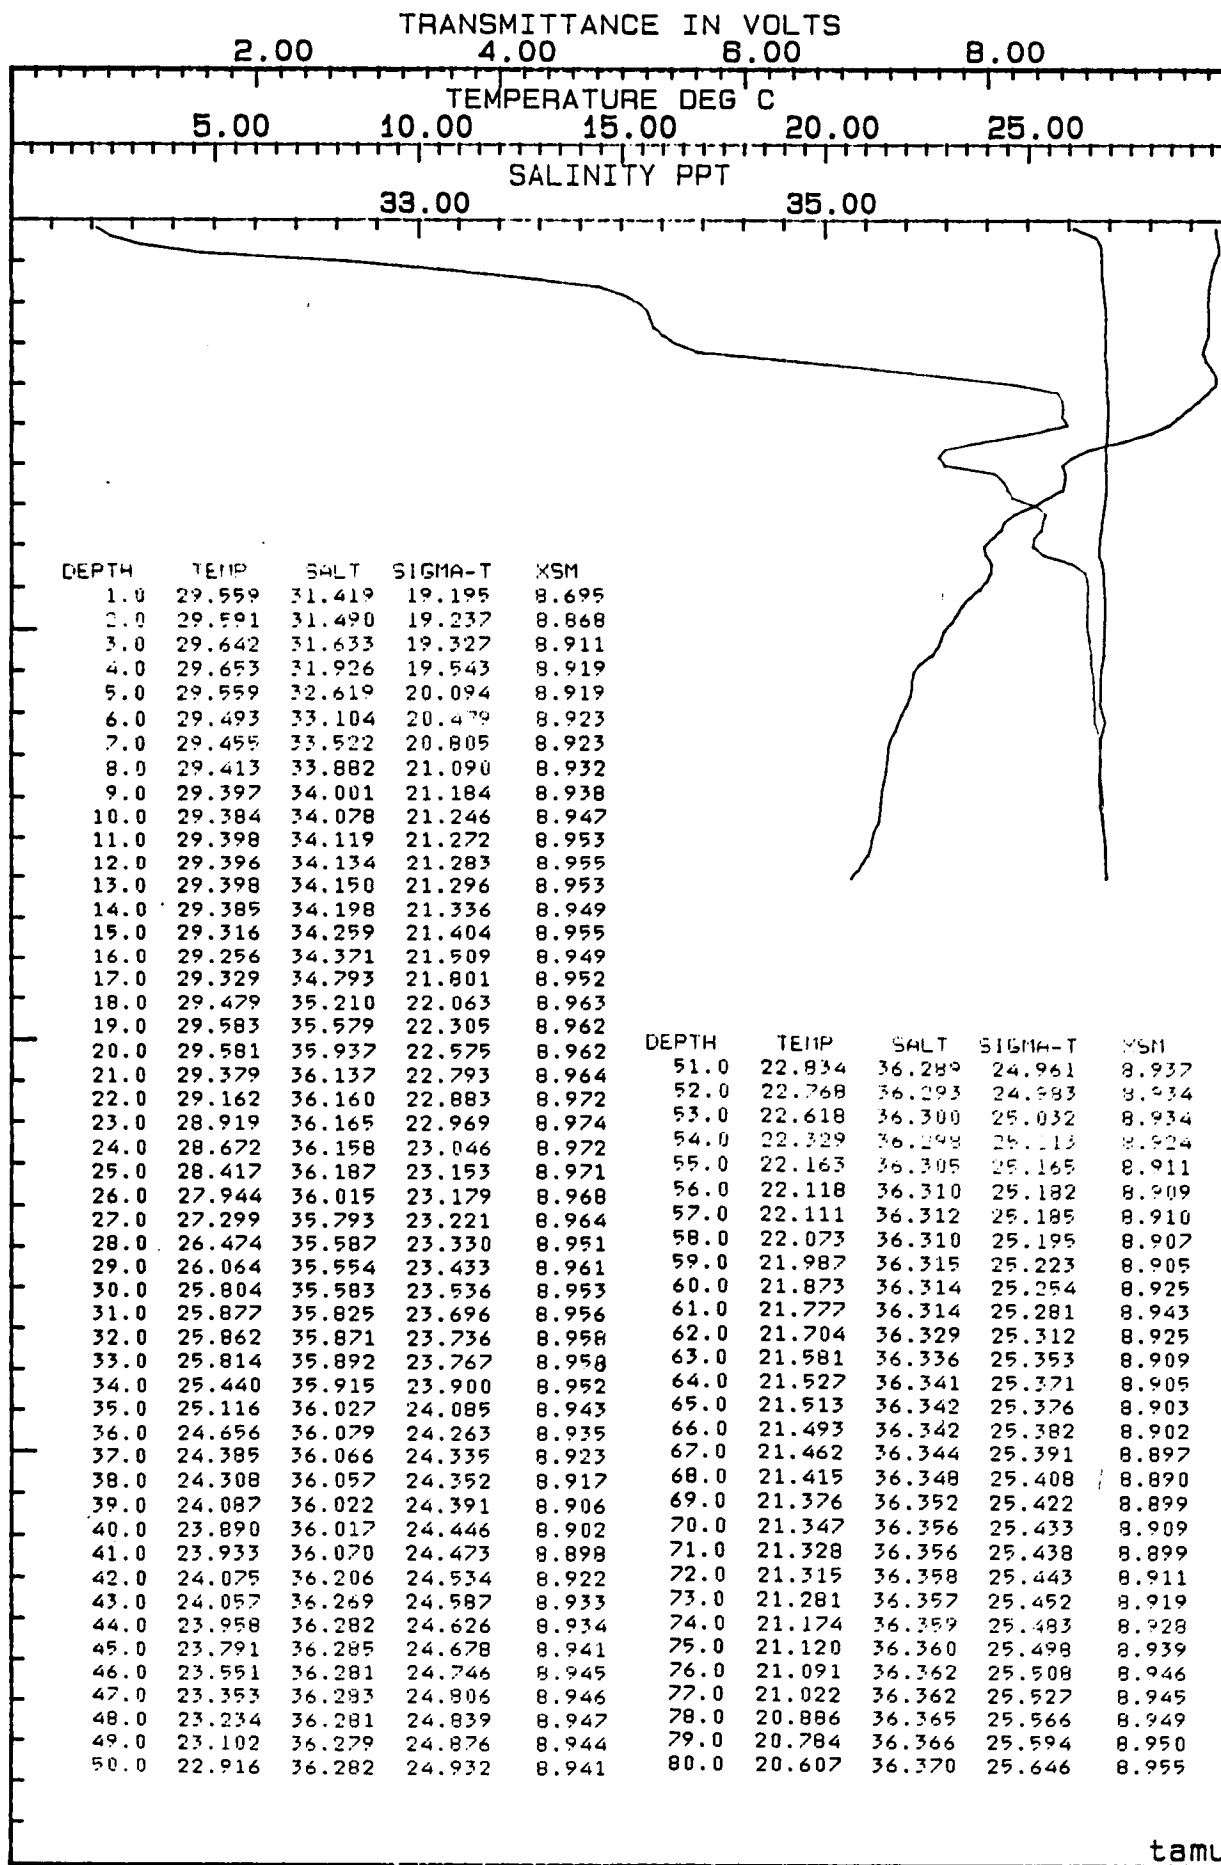 TRANSMITTANCE IN VOLTS
2.00 4.00 6.00 8.00
TEMPERATURE DEG C
5.00 10.00 15.00 20.00 25.00
SALINITY PPT
33.00 35.00
DEPTH TEMP SALT SIGMA-T XSM
1.0 29.559 31.419 19.195 8.695
2.0 29.591 31.490 19.237 8.868
3.0 29.642 31.633 19.327 8.911
4.0 29.653 31.926 19.543 8.919
5.0 29.559 32.619 20.094 8.919
6.0 29.493 33.104 20.479 8.923
7.0 29.455 33.522 20.805 8.923
8.0 29.413 33.882 21.090 8.932
9.0 29.397 34.001 21.184 8.938
10.0 29.384 34.078 21.246 8.947
11.0 29.398 34.119 21.272 8.953
12.0 29.396 34.134 21.283 8.955
13.0 29.398 34.150 21.296 8.953
14.0 29.385 34.198 21.336 8.949
15.0 29.316 34.259 21.404 8.955
16.0 29.256 34.371 21.509 8.949
17.0 29.329 34.793 21.801 8.952
18.0 29.479 35.210 22.063 8.963
19.0 29.583 35.579 22.305 8.962
20.0 29.581 35.937 22.575 8.962
21.0 29.379 36.137 22.793 8.964
22.0 29.162 36.160 22.883 8.972
23.0 28.919 36.165 22.969 8.974
24.0 28.672 36.158 23.046 8.972
25.0 28.417 36.187 23.153 8.971
26.0 27.944 36.015 23.179 8.968
27.0 27.299 35.793 23.221 8.964
28.0 26.474 35.587 23.330 8.951
29.0 26.064 35.554 23.433 8.961
30.0 25.804 35.583 23.536 8.953
31.0 25.877 35.825 23.696 8.956
32.0 25.862 35.871 23.736 8.958
33.0 25.814 35.892 23.767 8.958
34.0 25.440 35.915 23.900 8.952
35.0 25.116 36.027 24.085 8.943
36.0 24.656 36.079 24.263 8.935
37.0 24.385 36.066 24.335 8.923
38.0 24.308 36.057 24.352 8.917
39.0 24.087 36.022 24.391 8.906
40.0 23.890 36.017 24.446 8.902
41.0 23.933 36.070 24.473 8.898
42.0 24.075 36.206 24.534 8.922
43.0 24.057 36.269 24.587 8.933
44.0 23.958 36.282 24.626 8.934
45.0 23.791 36.285 24.678 8.941
46.0 23.551 36.281 24.746 8.945
47.0 23.353 36.283 24.806 8.946
48.0 23.234 36.281 24.839 8.947
49.0 23.102 36.279 24.876 8.944
50.0 22.916 36.282 24.932 8.941
DEPTH TEMP SALT SIGMA-T XSM
51.0 22.834 36.289 24.961 8.937
52.0 22.768 36.293 24.983 8.934
53.0 22.618 36.300 25.032 8.934
54.0 22.329 36.298 25.113 8.924
55.0 22.163 36.305 25.165 8.911
56.0 22.118 36.310 25.182 8.909
57.0 22.111 36.312 25.185 8.910
58.0 22.073 36.310 25.195 8.907
59.0 21.987 36.315 25.223 8.905
60.0 21.873 36.314 25.254 8.925
61.0 21.777 36.314 25.281 8.943
62.0 21.704 36.329 25.312 8.925
63.0 21.581 36.336 25.353 8.909
64.0 21.527 36.341 25.371 8.905
65.0 21.513 36.342 25.376 8.903
66.0 21.493 36.342 25.382 8.902
67.0 21.462 36.344 25.391 8.897
68.0 21.415 36.348 25.408 8.890
69.0 21.376 36.352 25.422 8.899
70.0 21.347 36.356 25.433 8.909
71.0 21.328 36.356 25.438 8.899
72.0 21.315 36.358 25.443 8.911
73.0 21.281 36.357 25.452 8.919
74.0 21.174 36.359 25.483 8.928
75.0 21.120 36.360 25.498 8.939
76.0 21.091 36.362 25.508 8.946
77.0 21.022 36.362 25.527 8.945
78.0 20.886 36.365 25.566 8.949
79.0 20.784 36.366 25.594 8.950
80.0 20.607 36.370 25.646 8.955
tamu